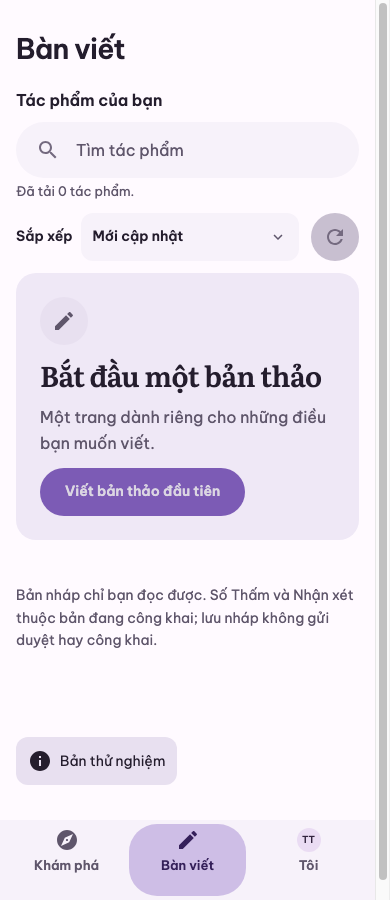 Bàn viết
Tác phẩm của bạn
Tìm tác phẩm
Đã tải 0 tác phẩm.
Sắp xếp
Mới cập nhật
Bắt đầu một bản thảo
Một trang dành riêng cho những điều
bạn muốn viết.
Viết bản thảo đầu tiên
Bản nháp chỉ bạn đọc được. Số Thấm và Nhận xét
thuộc bản đang công khai; lưu nháp không gửi
duyệt hay công khai.
Bản thử nghiệm
TT
Khám phá
Bàn viết
Tôi